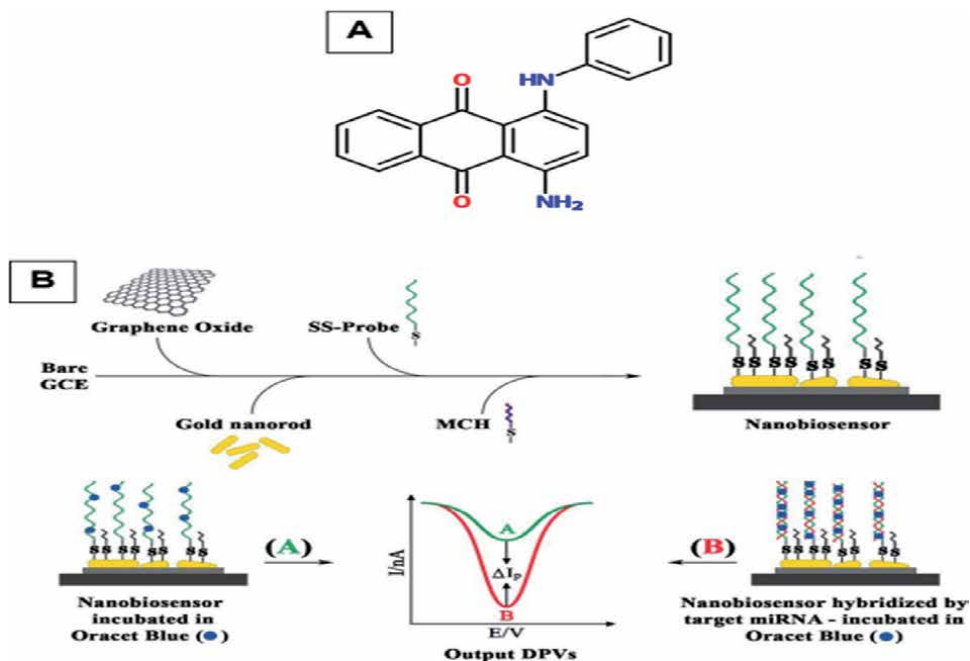 A
O
HN
O
NH2
B
Graphene Oxide
SS-Probe
S
Bare
GCE
Gold nanorod
MCH
S
S S S S S S S S
Nanobiosensor
S S S S S S S S
(A)
Nanobiosensor
incubated in
Oracet Blue ( )
I/nA
A
ΔIp
B
E/V
Output DPVs
(B)
S S S S S S S S
Nanobiosensor hybridized by
target miRNA - incubated in
Oracet Blue ( )